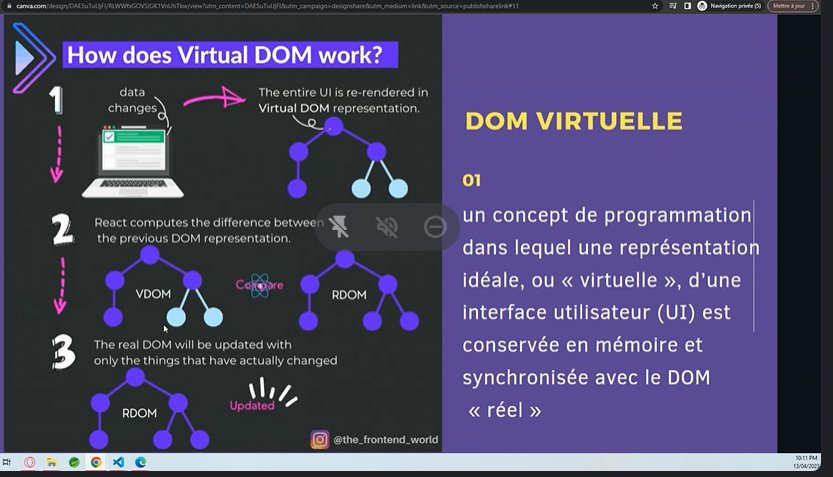 canva.com/design/DAE5uTuUjFI/RLWWfxGOVSIGK1VnUtiTkw/view?utm_content=DAE5uTuUjFI&utm_campaign=designshare&utm_medium=link&utm_source=publishsharelink#11
Navigation privée (5)
Mettre à jour
How does Virtual DOM work?
1
data
changes
The entire UI is re-rendered in
Virtual DOM representation.
2
React computes the difference between
the previous DOM representation.
VDOM
Compare
RDOM
3
The real DOM will be updated with
only the things that have actually changed
RDOM
Updated
@the_frontend_world
DOM VIRTUELLE
01
un concept de programmation
dans lequel une représentation
idéale, ou « virtuelle », d'une
interface utilisateur (UI) est
conservée en mémoire et
synchronisée avec le DOM
« réel »
10:11 PM
13/04/2023